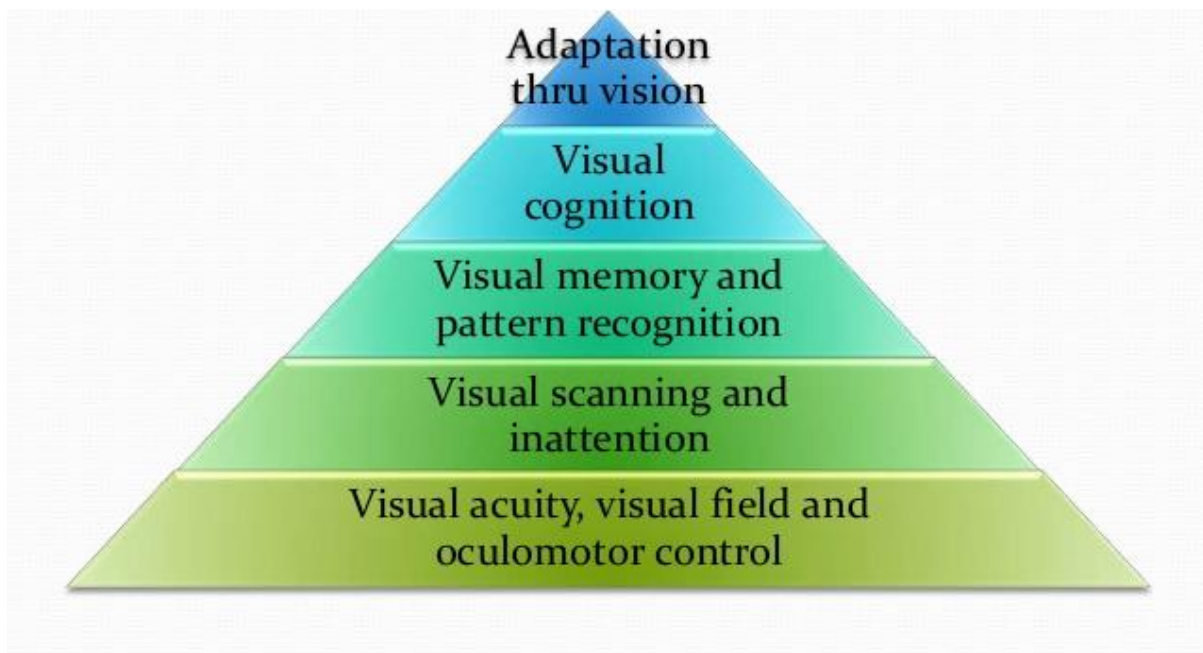 Adaptation
thru vision
Visual
cognition
Visual memory and
pattern recognition
Visual scanning and
inattention
Visual acuity, visual field and
oculomotor control